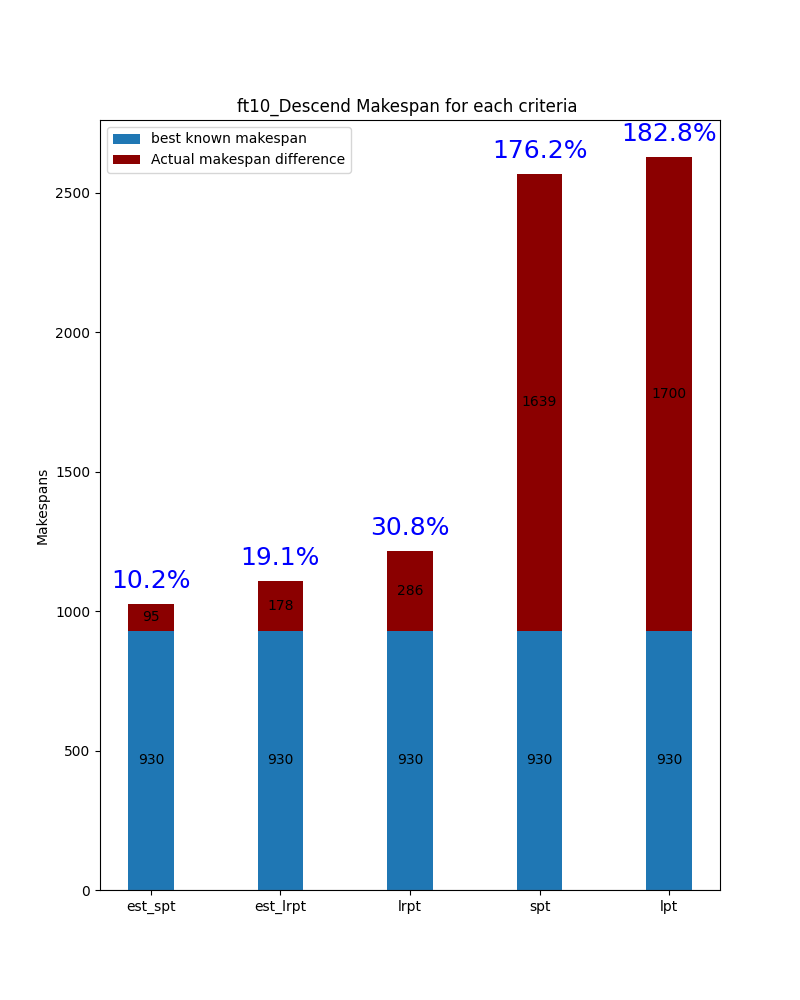 ft10_Descend Makespan for each criteria
best known makespan
Actual makespan difference
182.8%
176.2%
30.8%
19.1%
10.2%
2500
2000
1500
1000
500
0
Makespans
95
178
286
1639
1700
930
930
930
930
930
est_spt
est_lrpt
lrpt
spt
lpt